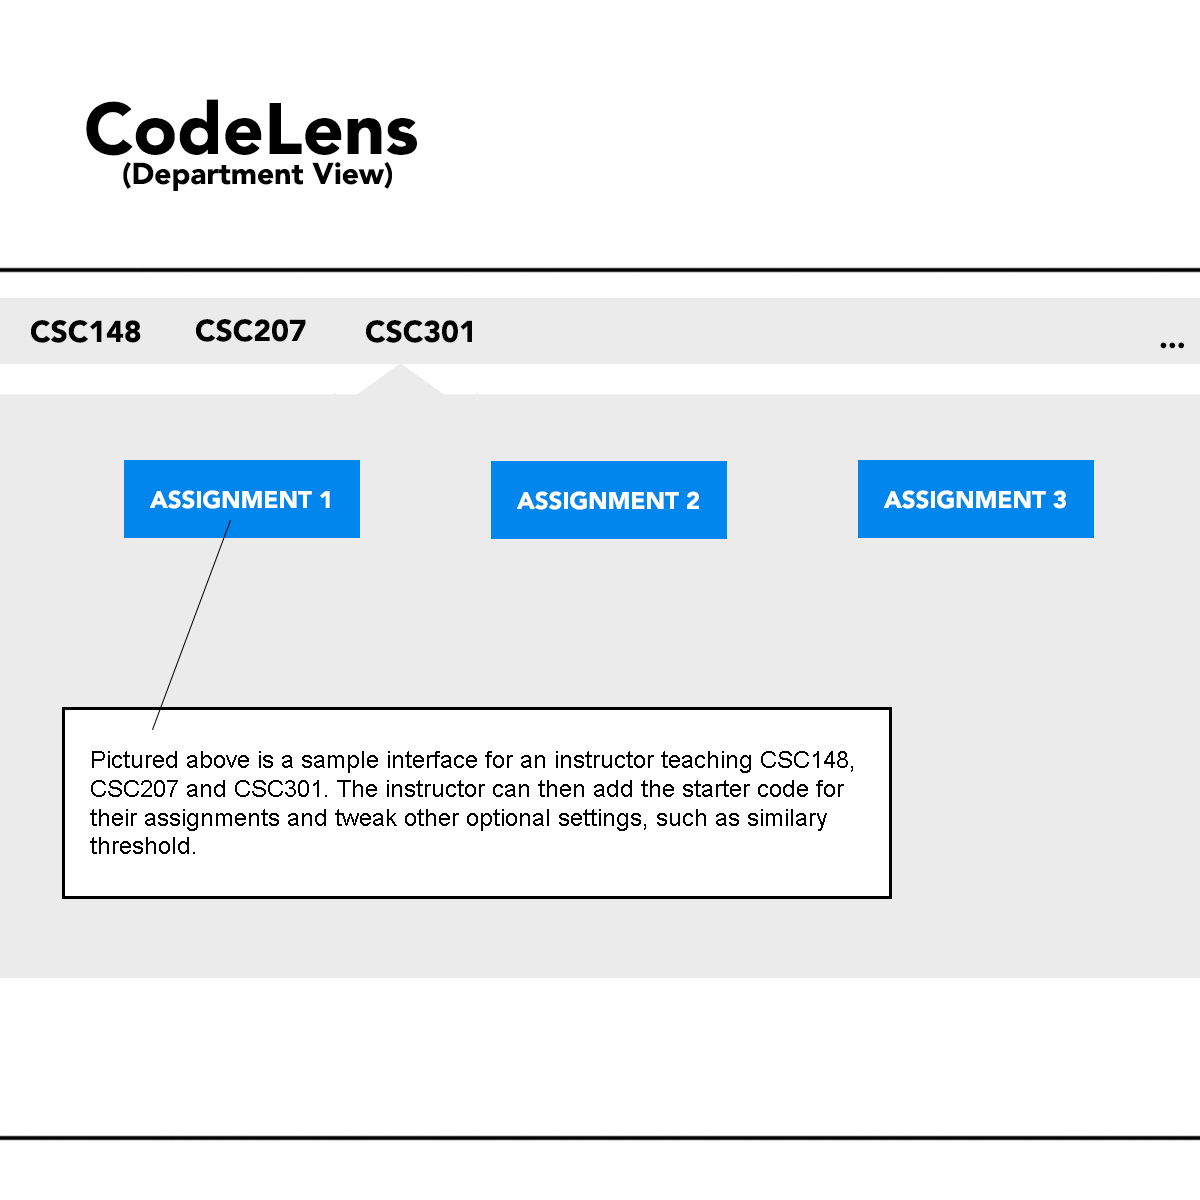 CodeLens
(Department View)
CSC148 CSC207 CSC301 ...
ASSIGNMENT 1 ASSIGNMENT 2 ASSIGNMENT 3
Pictured above is a sample interface for an instructor teaching CSC148,
CSC207 and CSC301. The instructor can then add the starter code for
their assignments and tweak other optional settings, such as similary
threshold.